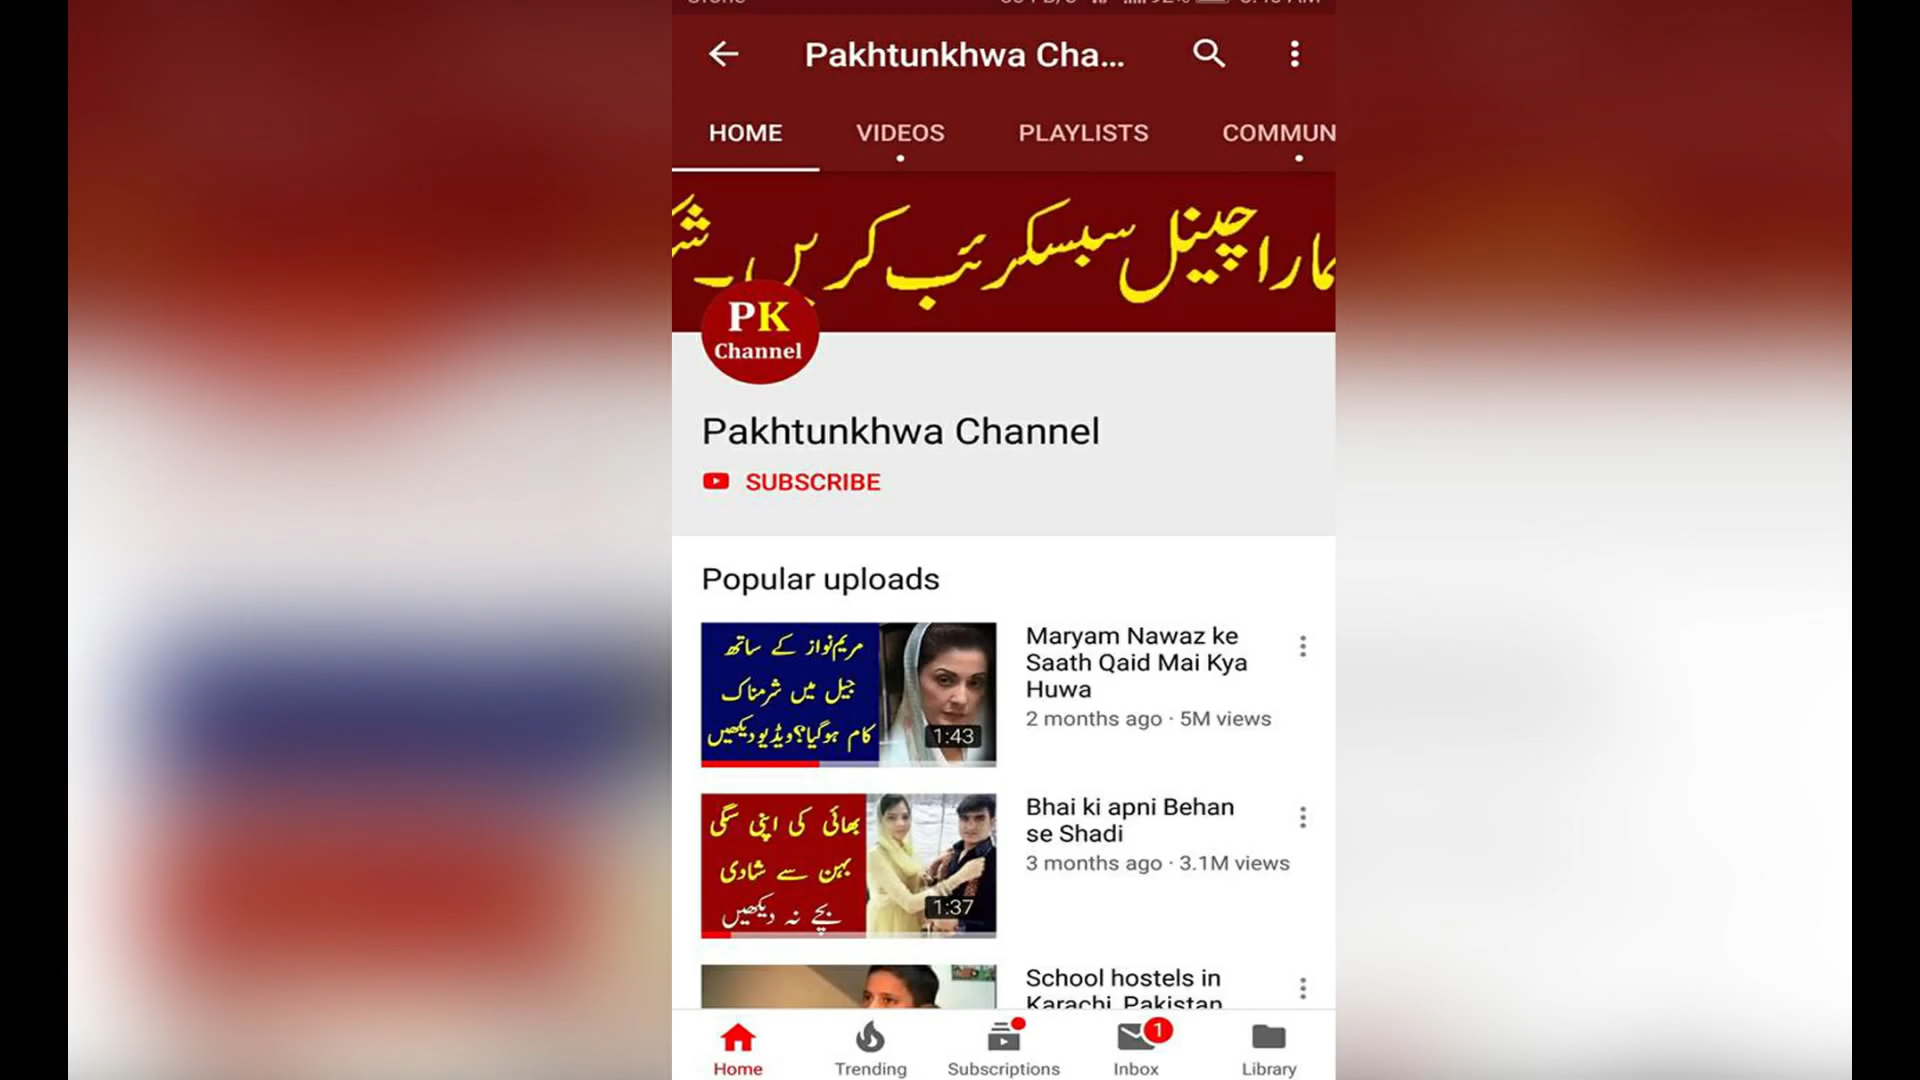 Pakhtunkhwa Cha...
HOME VIDEOS PLAYLISTS COMMUN
ہمارا چینل سبسکرائب کریں۔
PK
Channel
Pakhtunkhwa Channel
SUBSCRIBE
Popular uploads
مریم نواز کے ساتھ
جیل میں شرمناک
کام ہوگیا؟ ویڈیو دیکھیں
1:43
Maryam Nawaz ke
Saath Qaid Mai Kya
Huwa
2 months ago · 5M views
بھائی کی اپنی سگی
بہن سے شادی
بچے نہ دیکھیں
1:37
Bhai ki apni Behan
se Shadi
3 months ago · 3.1M views
School hostels in
Karachi, Pakistan
Home Trending Subscriptions Inbox Library
1